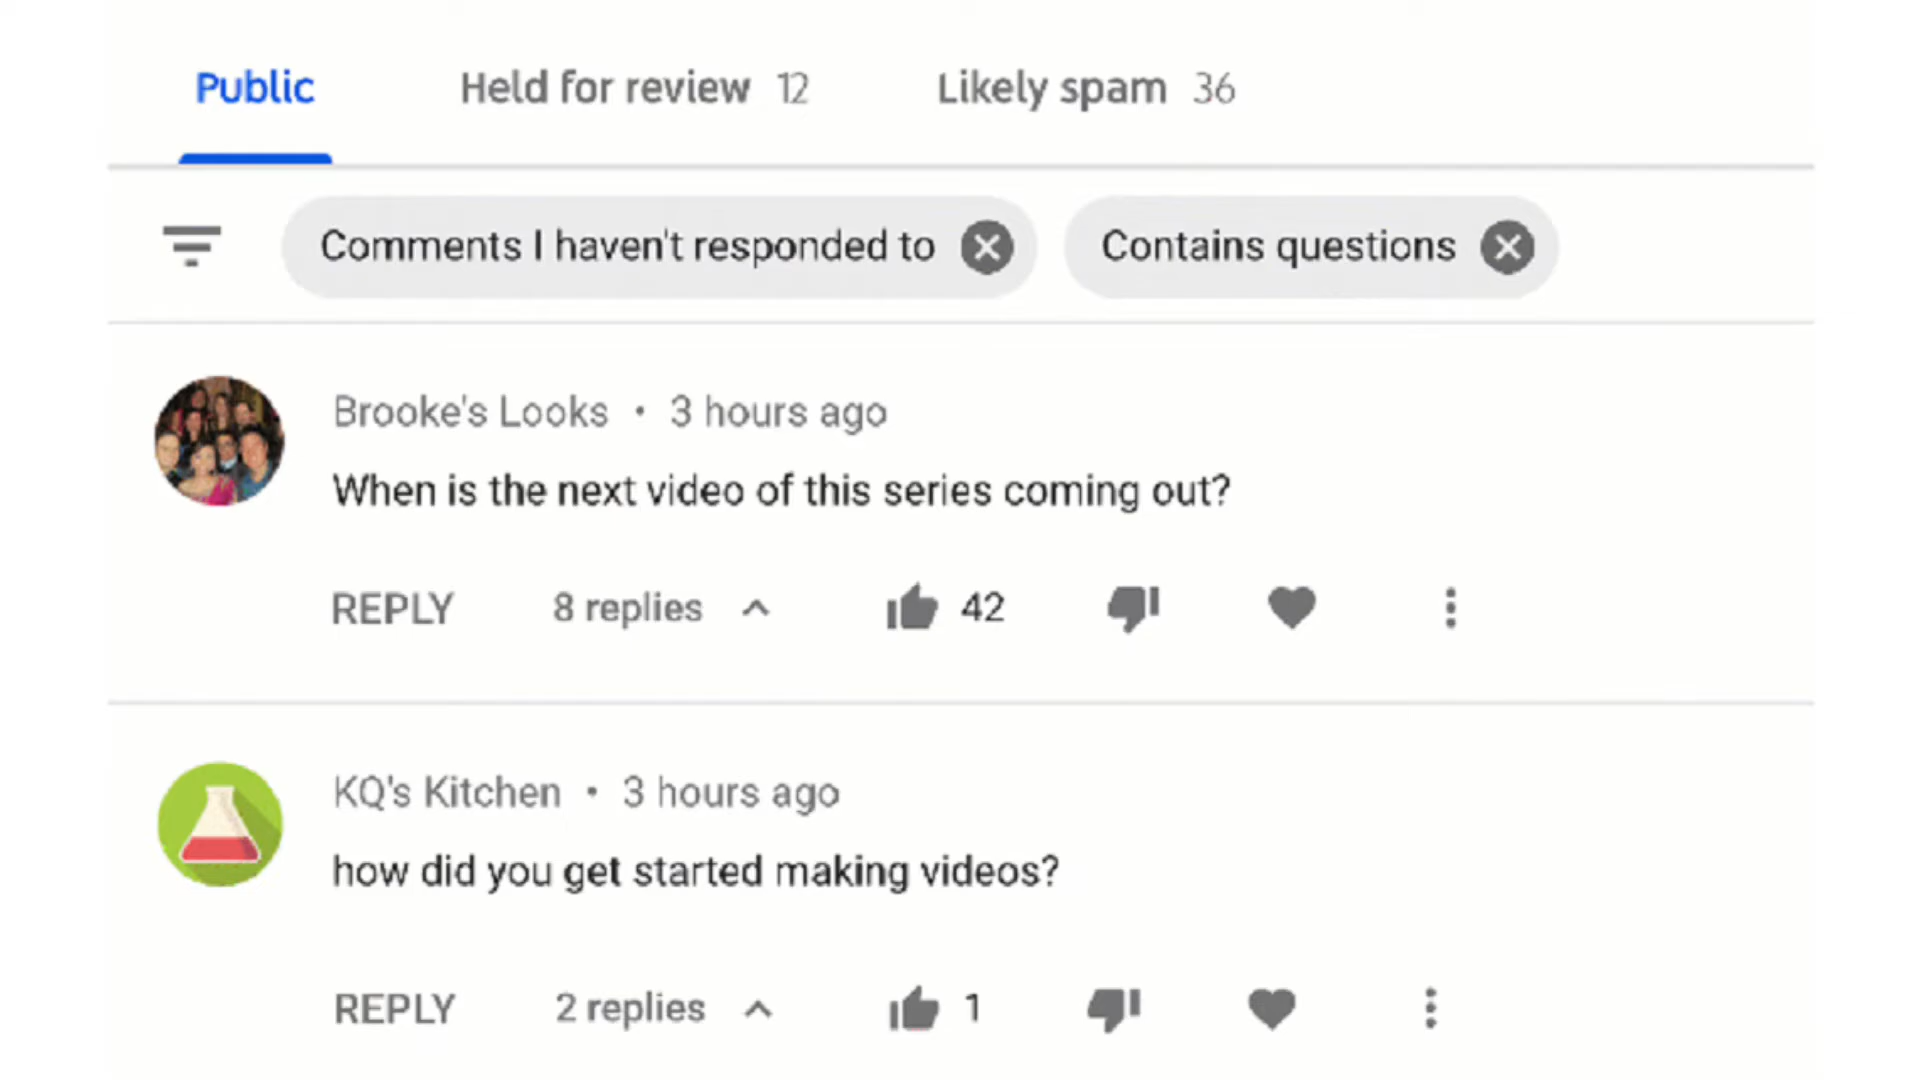 Public Held for review 12 Likely spam 36
Comments I haven't responded to Contains questions
Brooke's Looks • 3 hours ago
When is the next video of this series coming out?
REPLY 8 replies 42
KQ's Kitchen • 3 hours ago
how did you get started making videos?
REPLY 2 replies 1